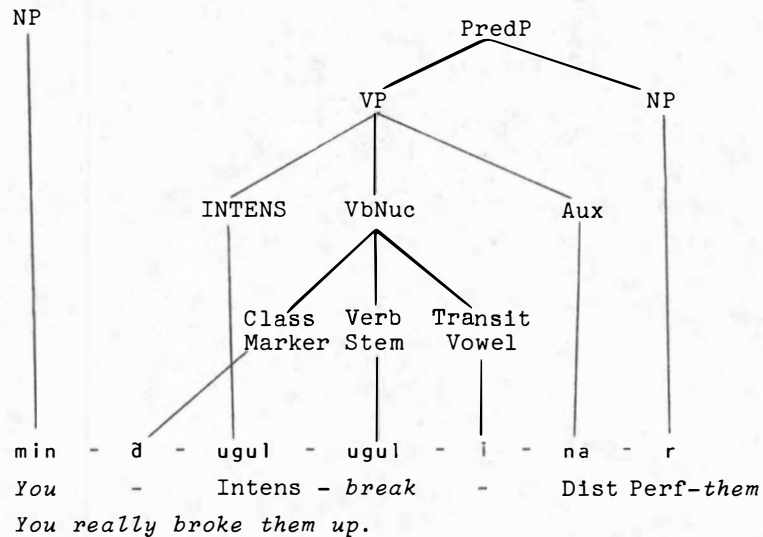 NP
PredP
VP NP
INTENS VbNuc Aux
Class Verb Transit
Marker Stem Vowel
min - đ - ugul - ugul - i - na - r
You - Intens - break - Dist Perf-them
You really broke them up.